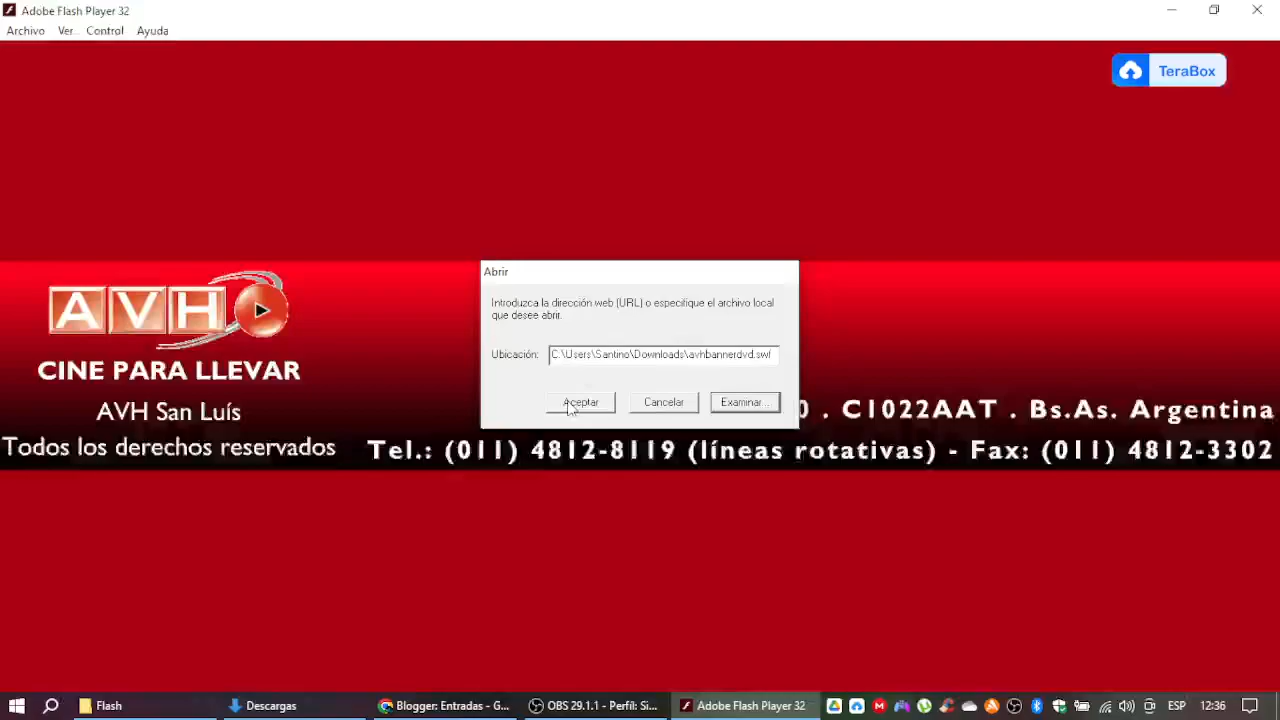 Adobe Flash Player 32
Archivo Ver Control Ayuda
TeraBox
AVH
CINE PARA LLEVAR
AVH San Luís
Todos los derechos reservados
Abrir
Introduzca la dirección web (URL) o especifique el archivo local
que desee abrir.
Ubicación: C:\Users\Santino\Downloads\avhbannerdvd.swf
Aceptar Cancelar Examinar...
0 . C1022AAT . Bs.As. Argentina
Tel.: (011) 4812-8119 (líneas rotativas) - Fax: (011) 4812-3302
Flash Descargas Blogger: Entradas - G... OBS 29.1.1 - Perfil: Si... Adobe Flash Player 32 ESP 12:36